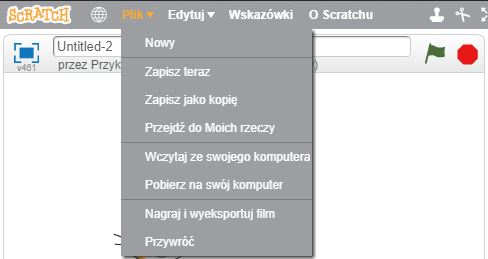 SCRATCH Plik Edytuj Wskazówki O Scratchu
Untitled-2
v461 przez Przyk )
Nowy
Zapisz teraz
Zapisz jako kopię
Przejdź do Moich rzeczy
Wczytaj ze swojego komputera
Pobierz na swój komputer
Nagraj i wyeksportuj film
Przywróć